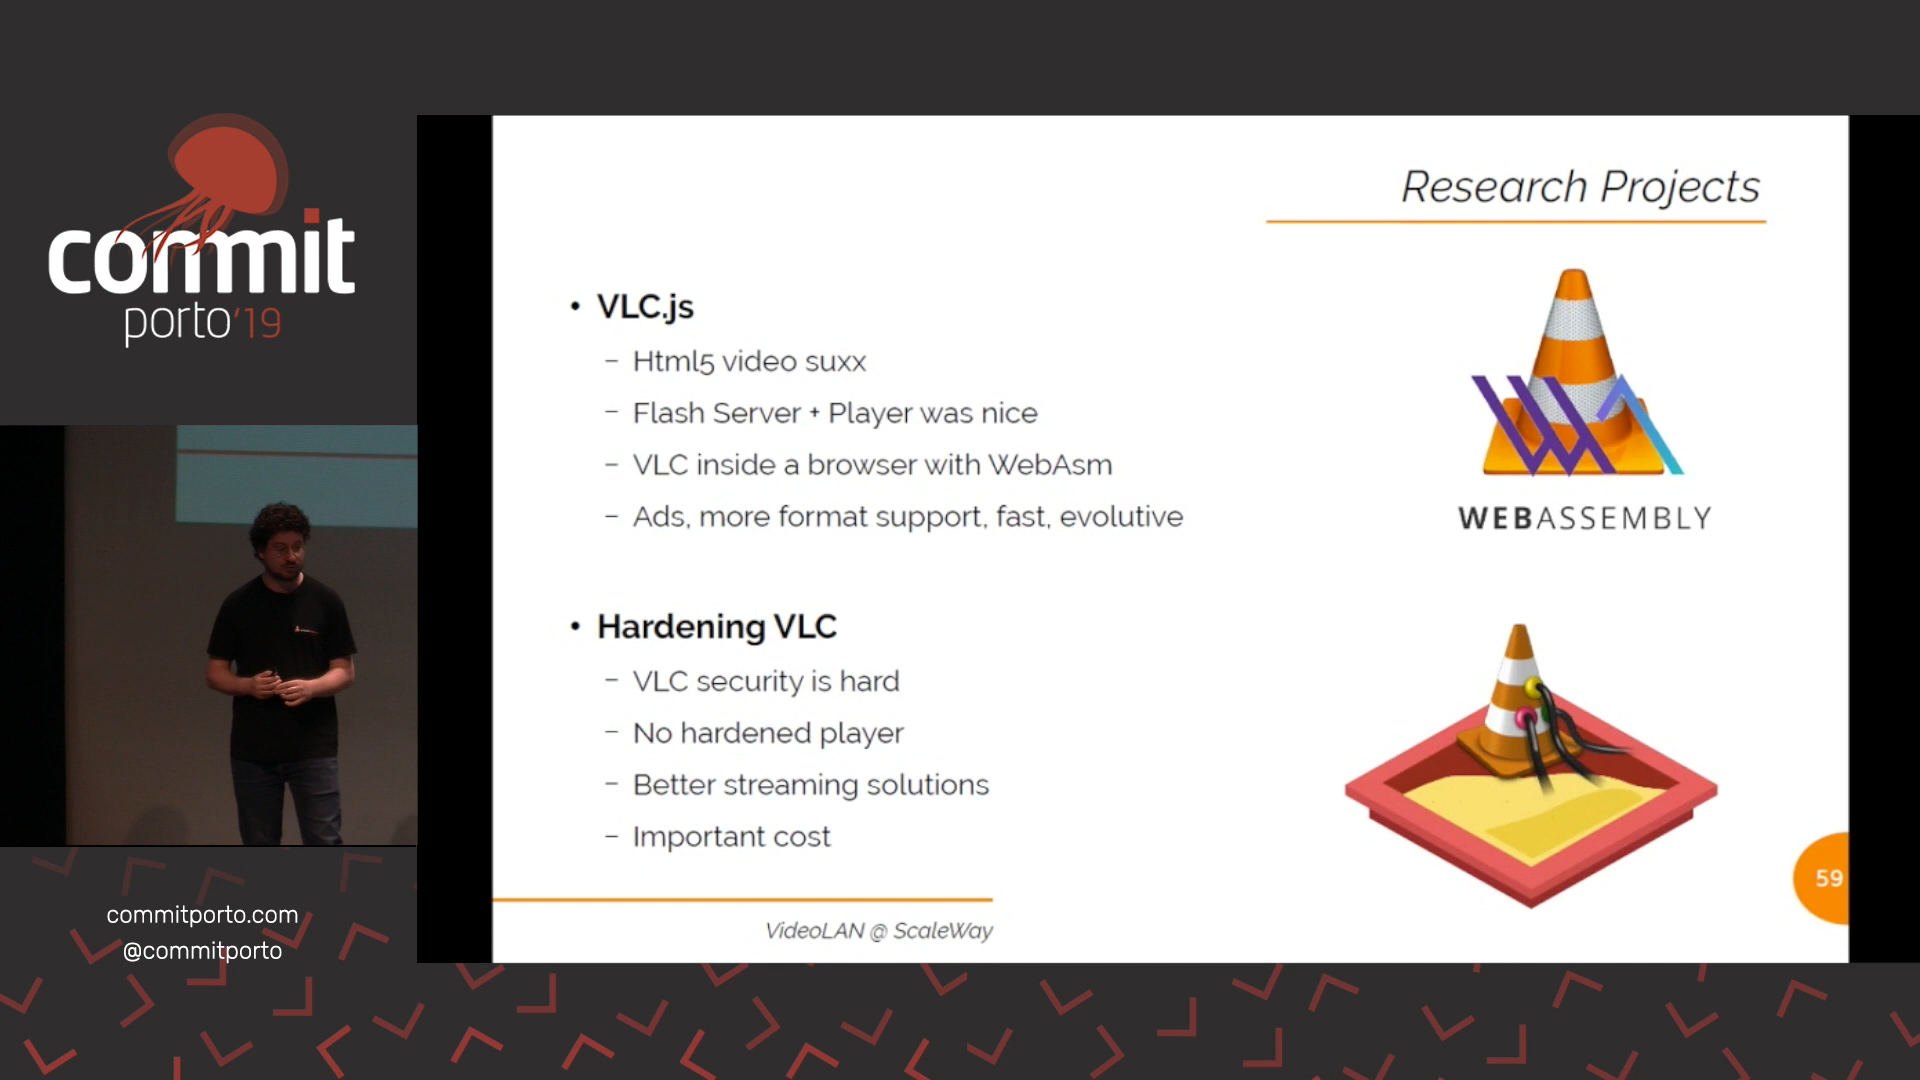 commit
porto'19
commitporto.com
@commitporto
Research Projects
• VLC.js
– Html5 video suxx
– Flash Server + Player was nice
– VLC inside a browser with WebAsm
– Ads, more format support, fast, evolutive
WEBASSEMBLY
• Hardening VLC
– VLC security is hard
– No hardened player
– Better streaming solutions
– Important cost
59
VideoLAN @ ScaleWay